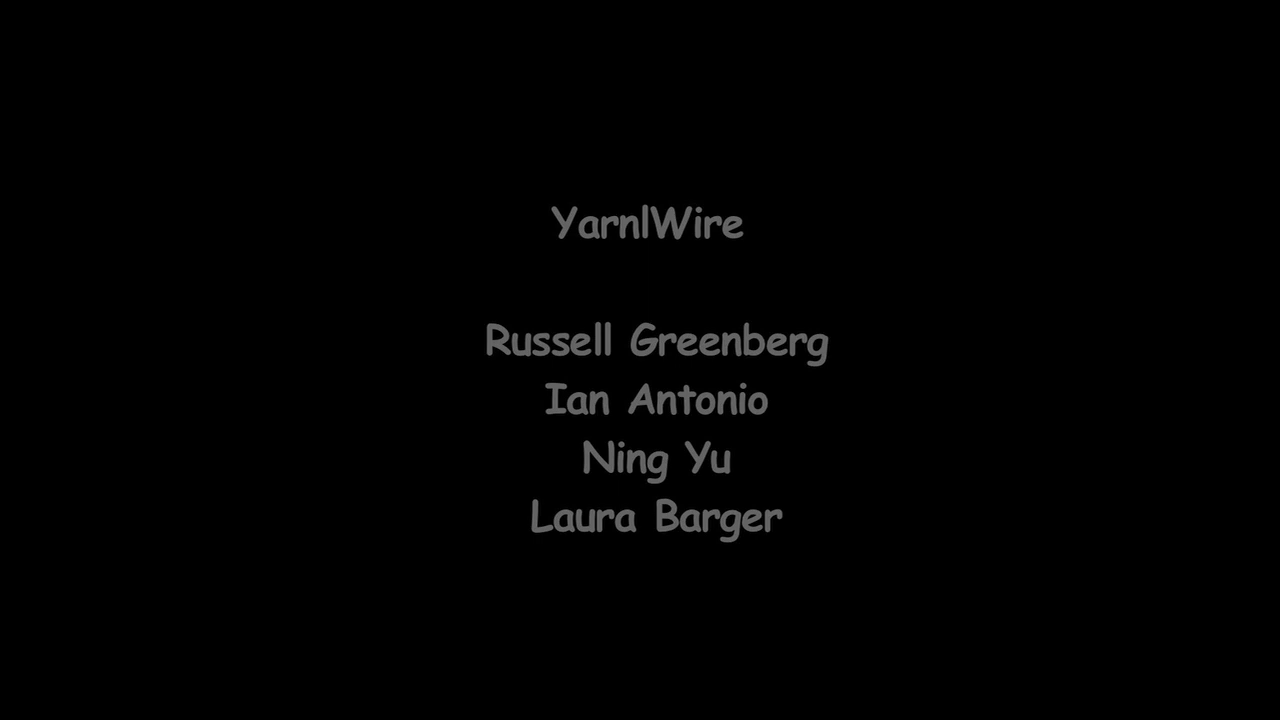 YarnlWire
Russell Greenberg
Ian Antonio
Ning Yu
Laura Barger